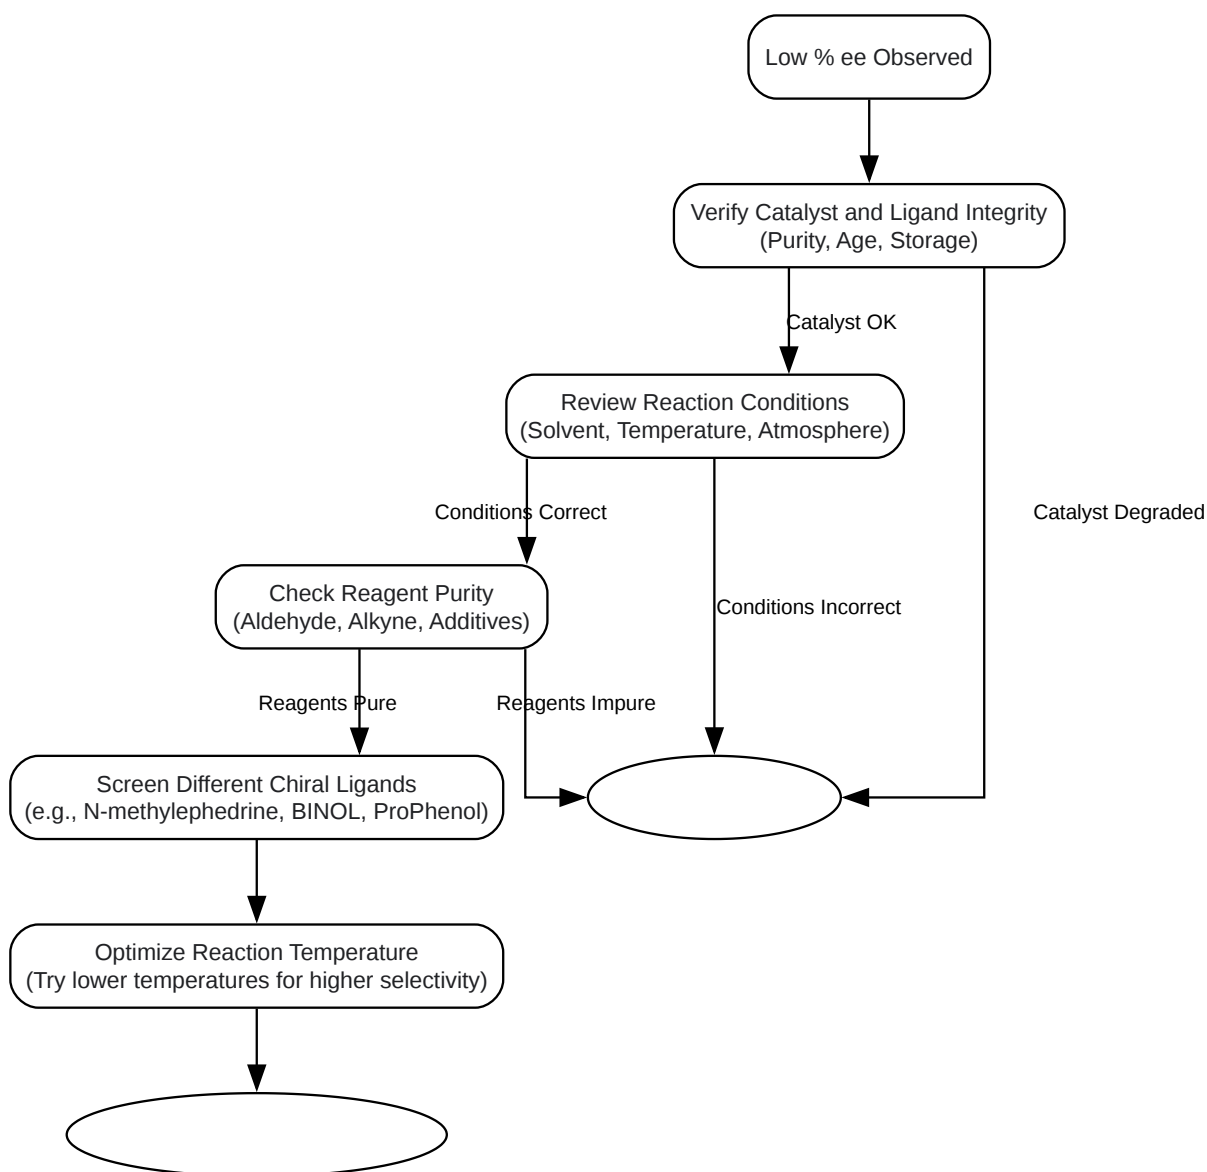 Low % ee Observed
Verify Catalyst and Ligand Integrity
(Purity, Age, Storage)
Catalyst OK
Review Reaction Conditions
(Solvent, Temperature, Atmosphere)
Conditions Correct
Catalyst Degraded
Check Reagent Purity
(Aldehyde, Alkyne, Additives)
Conditions Incorrect
Reagents Pure
Reagents Impure
Screen Different Chiral Ligands
(e.g., N-methylephedrine, BINOL, ProPhenol)
Optimize Reaction Temperature
(Try lower temperatures for higher selectivity)